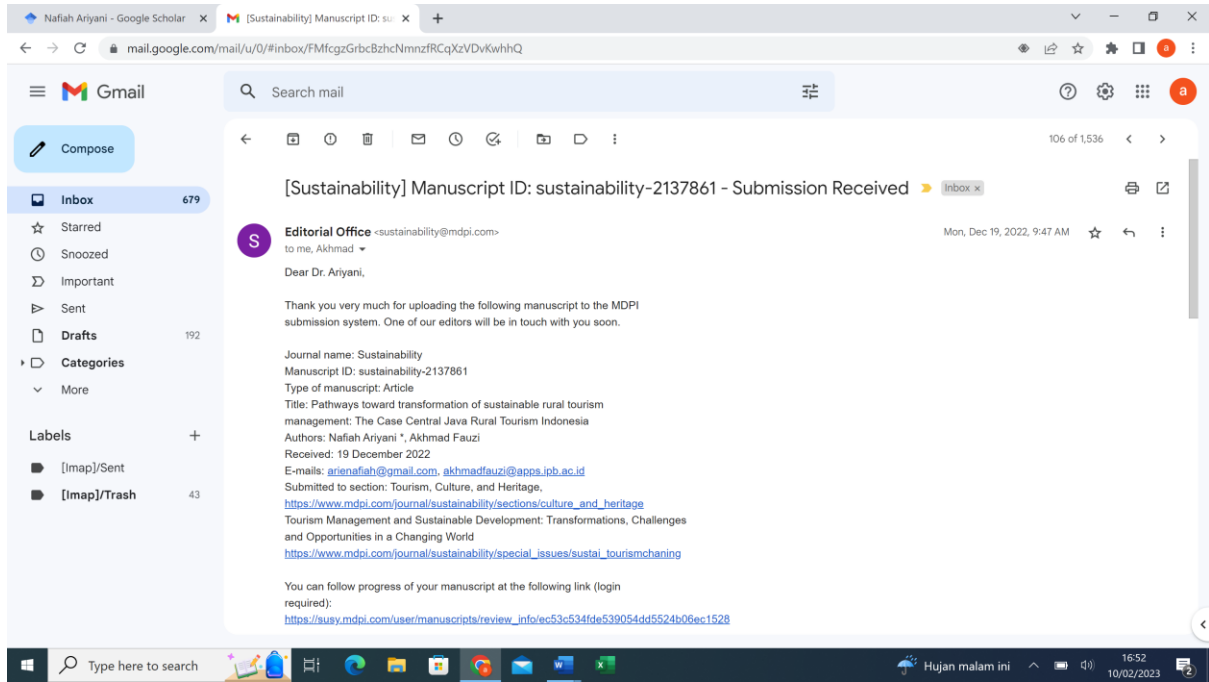 Nafiah Ariyani - Google Scholar
[Sustainability] Manuscript ID: su
mail.google.com/mail/u/0/#inbox/FMfcgzGrbcBzhcNmnzfRCqXzVDvKwhhQ
a
Gmail
Search mail
a
Compose
106 of 1,536
Inbox 679
Starred
Snoozed
Important
Sent
Drafts 192
Categories
More
Labels
[Imap]/Sent
[Imap]/Trash 43
[Sustainability] Manuscript ID: sustainability-2137861 - Submission Received Inbox x
S
Editorial Office <sustainability@mdpi.com> Mon, Dec 19, 2022, 9:47 AM
to me, Akhmad
Dear Dr. Ariyani,
Thank you very much for uploading the following manuscript to the MDPI
submission system. One of our editors will be in touch with you soon.
Journal name: Sustainability
Manuscript ID: sustainability-2137861
Type of manuscript: Article
Title: Pathways toward transformation of sustainable rural tourism
management: The Case Central Java Rural Tourism Indonesia
Authors: Nafiah Ariyani *, Akhmad Fauzi
Received: 19 December 2022
E-mails: arienafiah@gmail.com, akhmadfauzi@apps.ipb.ac.id
Submitted to section: Tourism, Culture, and Heritage,
https://www.mdpi.com/journal/sustainability/sections/culture_and_heritage
Tourism Management and Sustainable Development: Transformations, Challenges
and Opportunities in a Changing World
https://www.mdpi.com/journal/sustainability/special_issues/sustai_tourismchaning
You can follow progress of your manuscript at the following link (login
required):
https://susy.mdpi.com/user/manuscripts/review_info/ec53c534fde539054dd5524b06ec1528
Type here to search
Hujan malam ini
16:52
10/02/2023
2